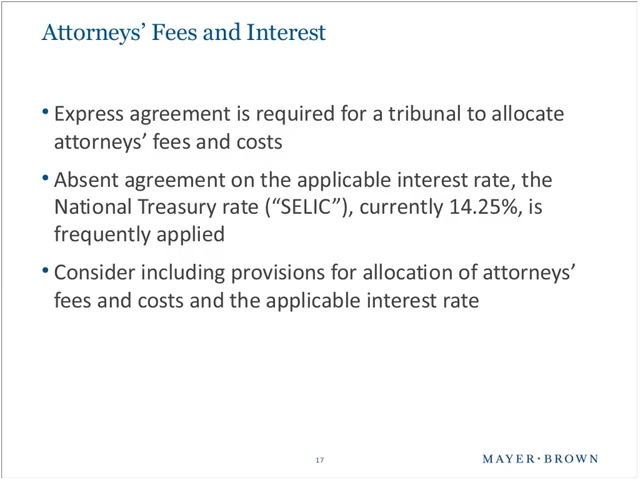 Attorneys’ Fees and Interest
• Express agreement is required for a tribunal to allocate
attorneys’ fees and costs
• Absent agreement on the applicable interest rate, the
National Treasury rate (“SELIC”), currently 14.25%, is
frequently applied
• Consider including provisions for allocation of attorneys’
fees and costs and the applicable interest rate
17
MAYER • BROWN